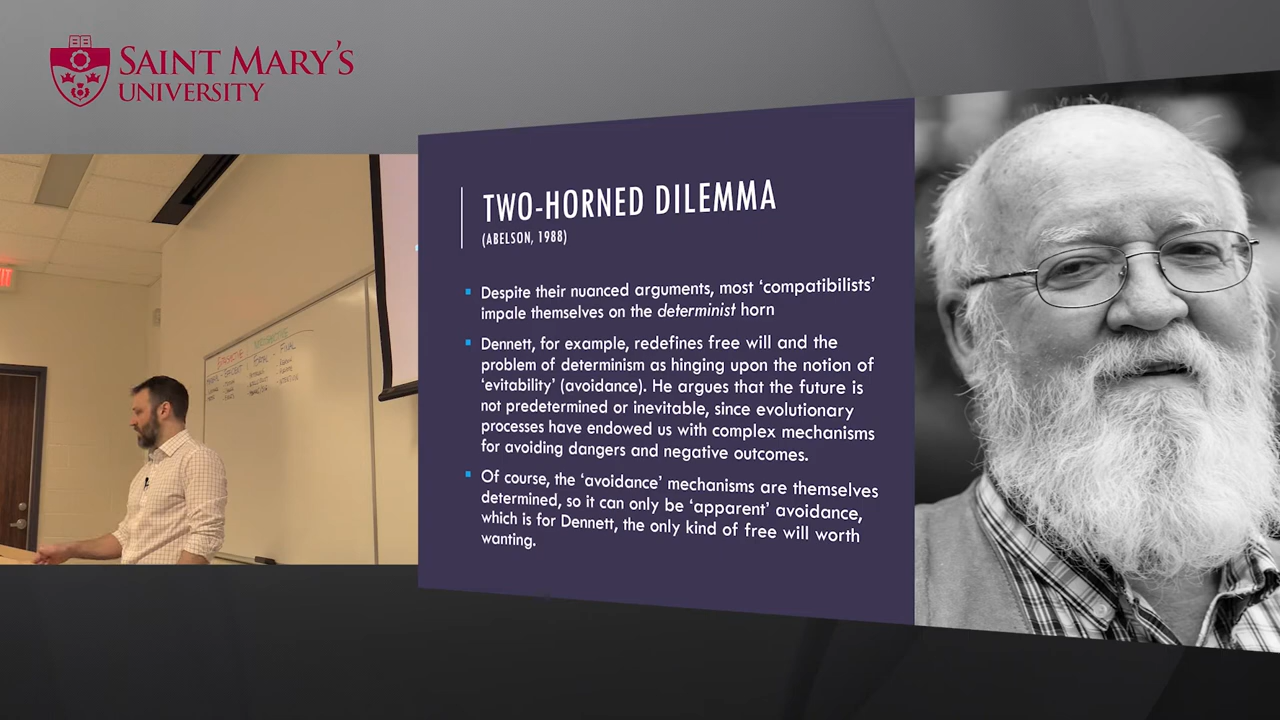 SAINT MARY'S
UNIVERSITY
TWO-HORNED DILEMMA
(ABELSON, 1988)
Despite their nuanced arguments, most ‘compatibilists’
impale themselves on the determinist horn
Dennett, for example, redefines free will and the
problem of determinism as hinging upon the notion of
‘evitability’ (avoidance). He argues that the future is
not predetermined or inevitable, since evolutionary
processes have endowed us with complex mechanisms
for avoiding dangers and negative outcomes.
Of course, the ‘avoidance’ mechanisms are themselves
determined, so it can only be ‘apparent’ avoidance,
which is for Dennett, the only kind of free will worth
wanting.